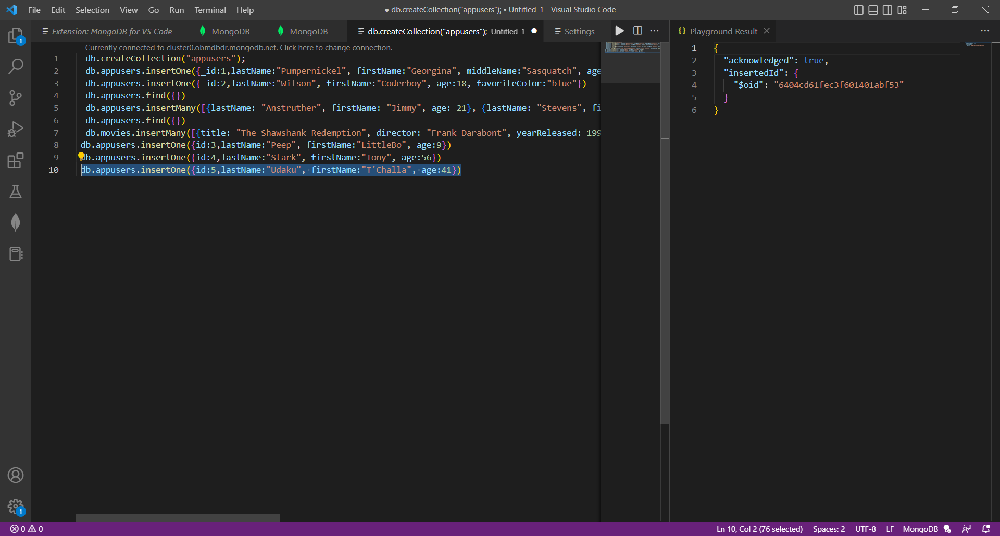 File Edit Selection View Go Run Terminal Help
● db.createCollection("appusers"); • Untitled-1 - Visual Studio Code
Extension: MongoDB for VS Code
MongoDB
MongoDB
db.createCollection("appusers"); Untitled-1
Settings
Playground Result
Currently connected to cluster0.obmdbdr.mongodb.net. Click here to change connection.
1 db.createCollection("appusers");
2 db.appusers.insertOne({_id:1,lastName:"Pumpernickel", firstName:"Georgina", middleName:"Sasquatch", age
3 db.appusers.insertOne({_id:2,lastName:"Wilson", firstName:"Coderboy", age:18, favoriteColor:"blue"})
4 db.appusers.find({})
5 db.appusers.insertMany([{lastName: "Anstruther", firstName: "Jimmy", age: 21}, {lastName: "Stevens", fi
6 db.appusers.find({})
7 db.movies.insertMany([{title: "The Shawshank Redemption", director: "Frank Darabont", yearReleased: 199
8 db.appusers.insertOne({id:3,lastName:"Peep", firstName:"LittleBo", age:9})
9 db.appusers.insertOne({id:4,lastName:"Stark", firstName:"Tony", age:56})
10 db.appusers.insertOne({id:5,lastName:"Udaku", firstName:"T'Challa", age:41})
1 {
2 "acknowledged": true,
3 "insertedId": {
4 "$oid": "6404cd61fec3f601401abf53"
5 }
6 }
1
1
0 0
Ln 10, Col 2 (76 selected) Spaces: 2 UTF-8 LF MongoDB